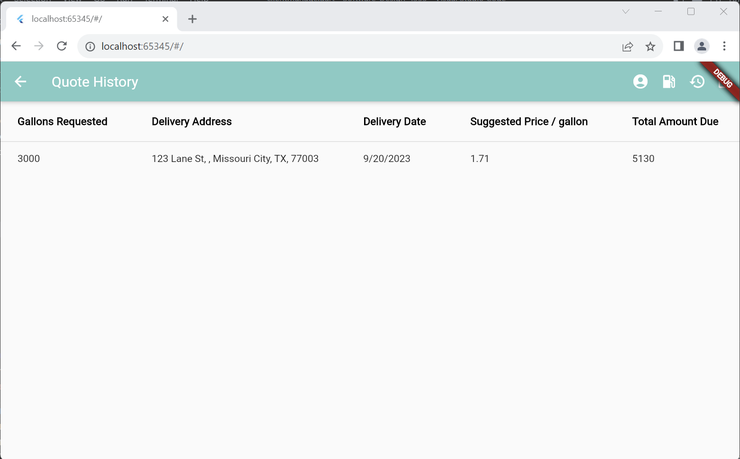 localhost:65345/#/
localhost:65345/#/
Quote History
DEBUG
Gallons Requested Delivery Address Delivery Date Suggested Price / gallon Total Amount Due
3000 123 Lane St, , Missouri City, TX, 77003 9/20/2023 1.71 5130